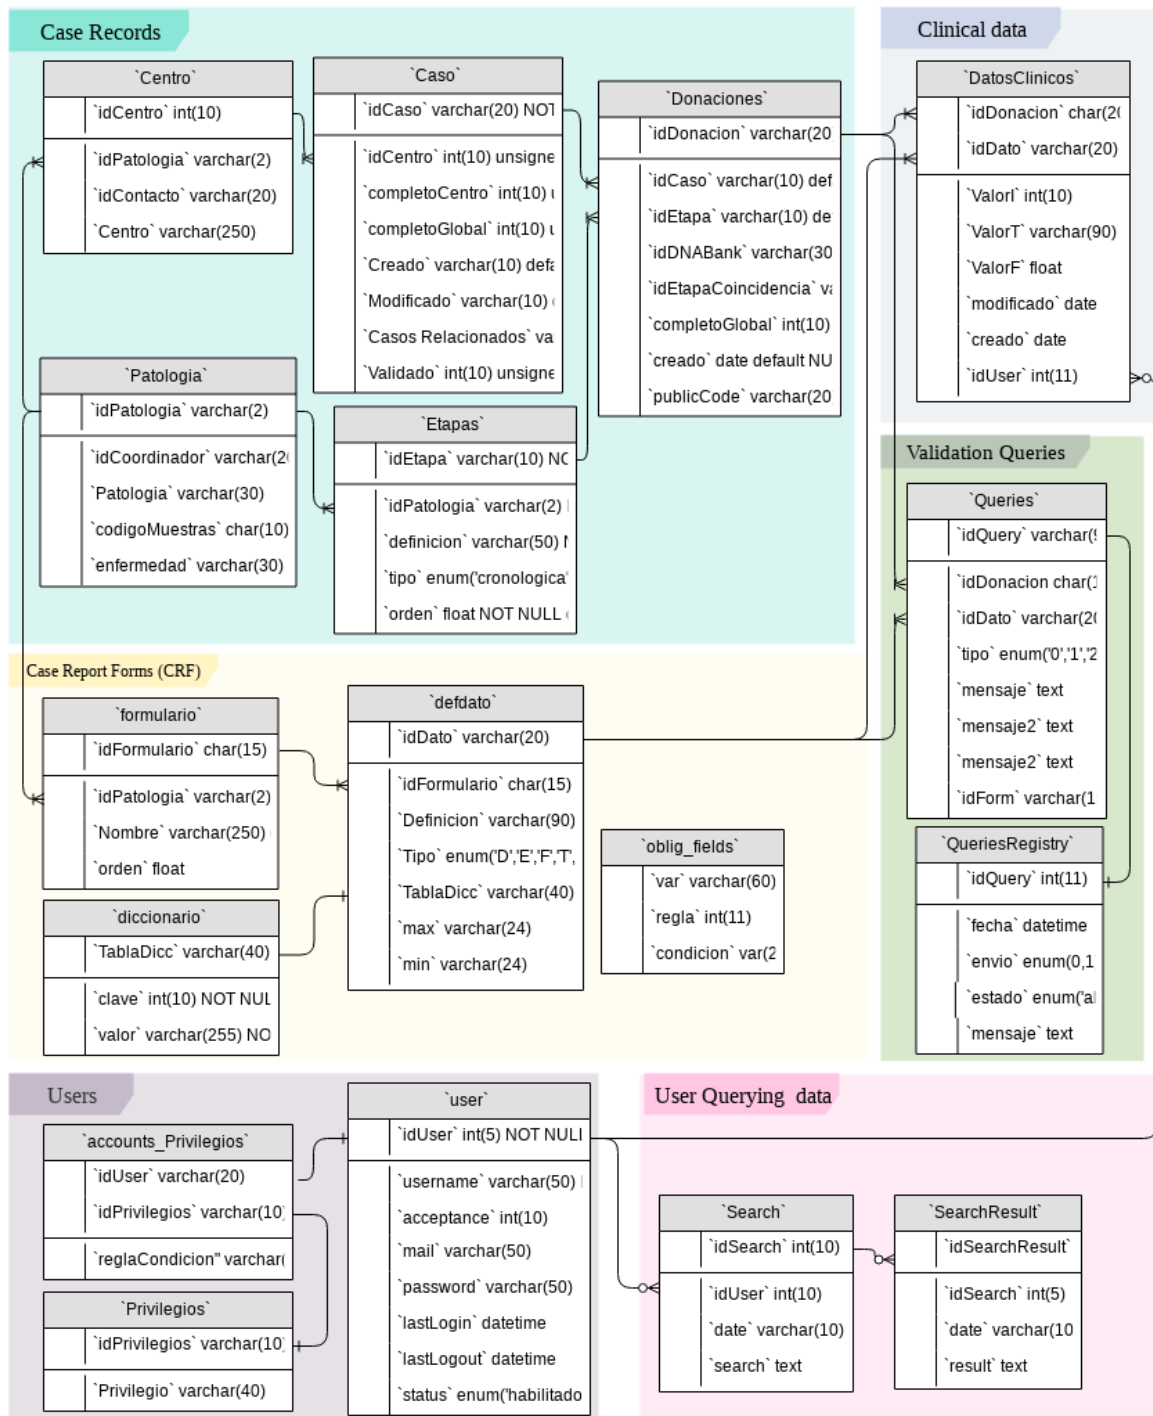 Case Records
`Centro`
`idCentro` int(10)
`idPatologia` varchar(2)
`idContacto` varchar(20)
`Centro` varchar(250)
`Caso`
`idCaso` varchar(20) NOT
`idCentro` int(10) unsigne
`completoCentro` int(10) u
`completoGlobal` int(10) u
`Creado` varchar(10) defa
`Modificado` varchar(10)
`Casos Relacionados` va
`Validado` int(10) unsigne
`Donaciones`
`idDonacion` varchar(20
`idCaso` varchar(10) def
`idEtapa` varchar(10) de
`idDNABank` varchar(30
`idEtapaCoincidencia` va
`completoGlobal` int(10)
`creado` date default NU
`publicCode` varchar(20
`Patologia`
`idPatologia` varchar(2)
`idCoordinador` varchar(2
`Patologia` varchar(30)
`codigoMuestras` char(10)
`enfermedad` varchar(30)
`Etapas`
`idEtapa` varchar(10) NO
`idPatologia` varchar(2)
`definicion` varchar(50) N
`tipo` enum('cronologica'
`orden` float NOT NULL
Clinical data
`DatosClinicos`
`idDonacion` char(20
`idDato` varchar(20)
`ValorI` int(10)
`ValorT` varchar(90)
`ValorF` float
`modificado` date
`creado` date
`idUser` int(11)
Validation Queries
`Queries`
`idQuery` varchar(9
`idDonacion char(1
`idDato` varchar(20
`tipo` enum('0','1','2
`mensaje` text
`mensaje2` text
`mensaje2` text
`idForm` varchar(1
`QueriesRegistry`
`idQuery` int(11)
`fecha` datetime
`envio` enum(0,1
`estado` enum('al
`mensaje` text
Case Report Forms (CRF)
`formulario`
`idFormulario` char(15)
`idPatologia` varchar(2)
`Nombre` varchar(250)
`orden` float
`diccionario`
`TablaDicc` varchar(40)
`clave` int(10) NOT NUL
`valor` varchar(255) NO
`defdato`
`idDato` varchar(20)
`idFormulario` char(15)
`Definicion` varchar(90)
`Tipo` enum('D','E','F','T',
`TablaDicc` varchar(40)
`max` varchar(24)
`min` varchar(24)
`oblig_fields`
`var` varchar(60)
`regla` int(11)
`condicion` var(2
Users
`accounts_Privilegios`
`idUser` varchar(20)
`idPrivilegios` varchar(10)
`reglaCondicion" varchar(
`Privilegios`
`idPrivilegios` varchar(10)
`Privilegio` varchar(40)
`user`
`idUser` int(5) NOT NULL
`username` varchar(50)
`acceptance` int(10)
`mail` varchar(50)
`password` varchar(50)
`lastLogin` datetime
`lastLogout` datetime
`status` enum('habilitado
User Querying data
`Search`
`idSearch` int(10)
`idUser` int(10)
`date` varchar(10)
`search` text
`SearchResult`
`idSearchResult`
`idSearch` int(5)
`date` varchar(10
`result` text